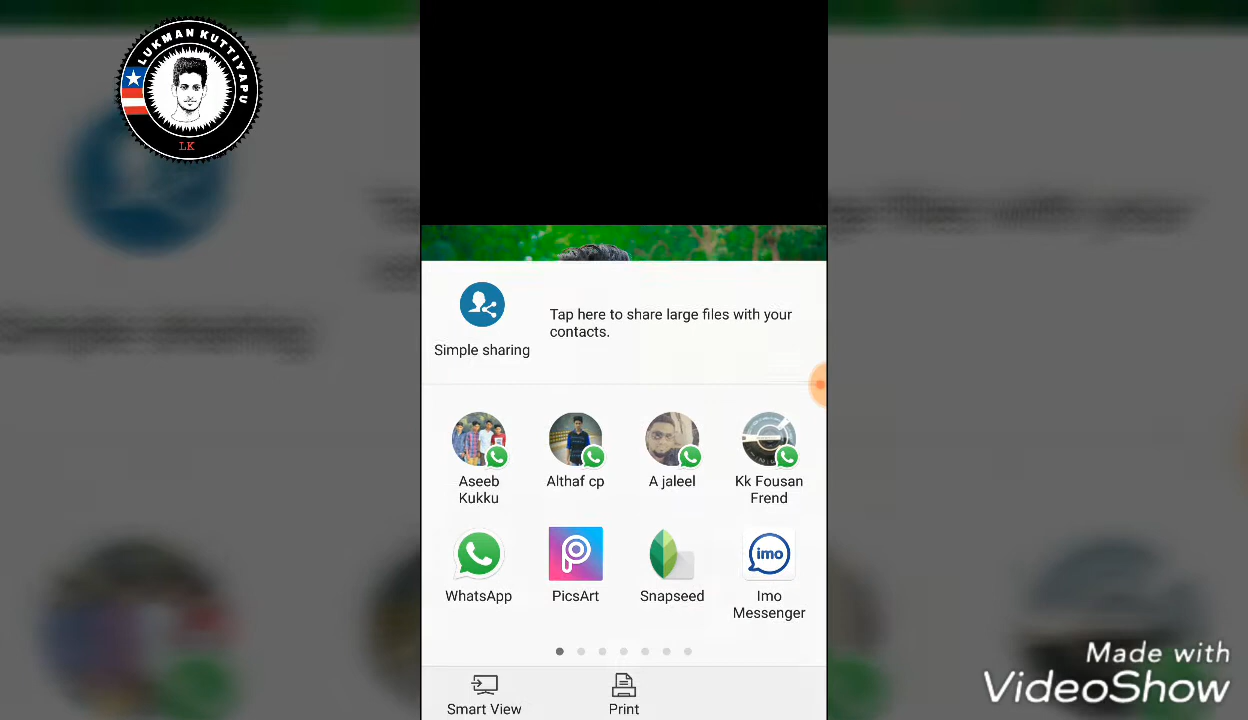 LUKMAN KUTTIYAPU
LK
Tap here to share large files with your
contacts.
Simple sharing
Aseeb
Kukku
Althaf cp
A jaleel
Kk Fousan
Frend
imo
WhatsApp
PicsArt
Snapseed
Imo
Messenger
Smart View
Print
Made with
VideoShow